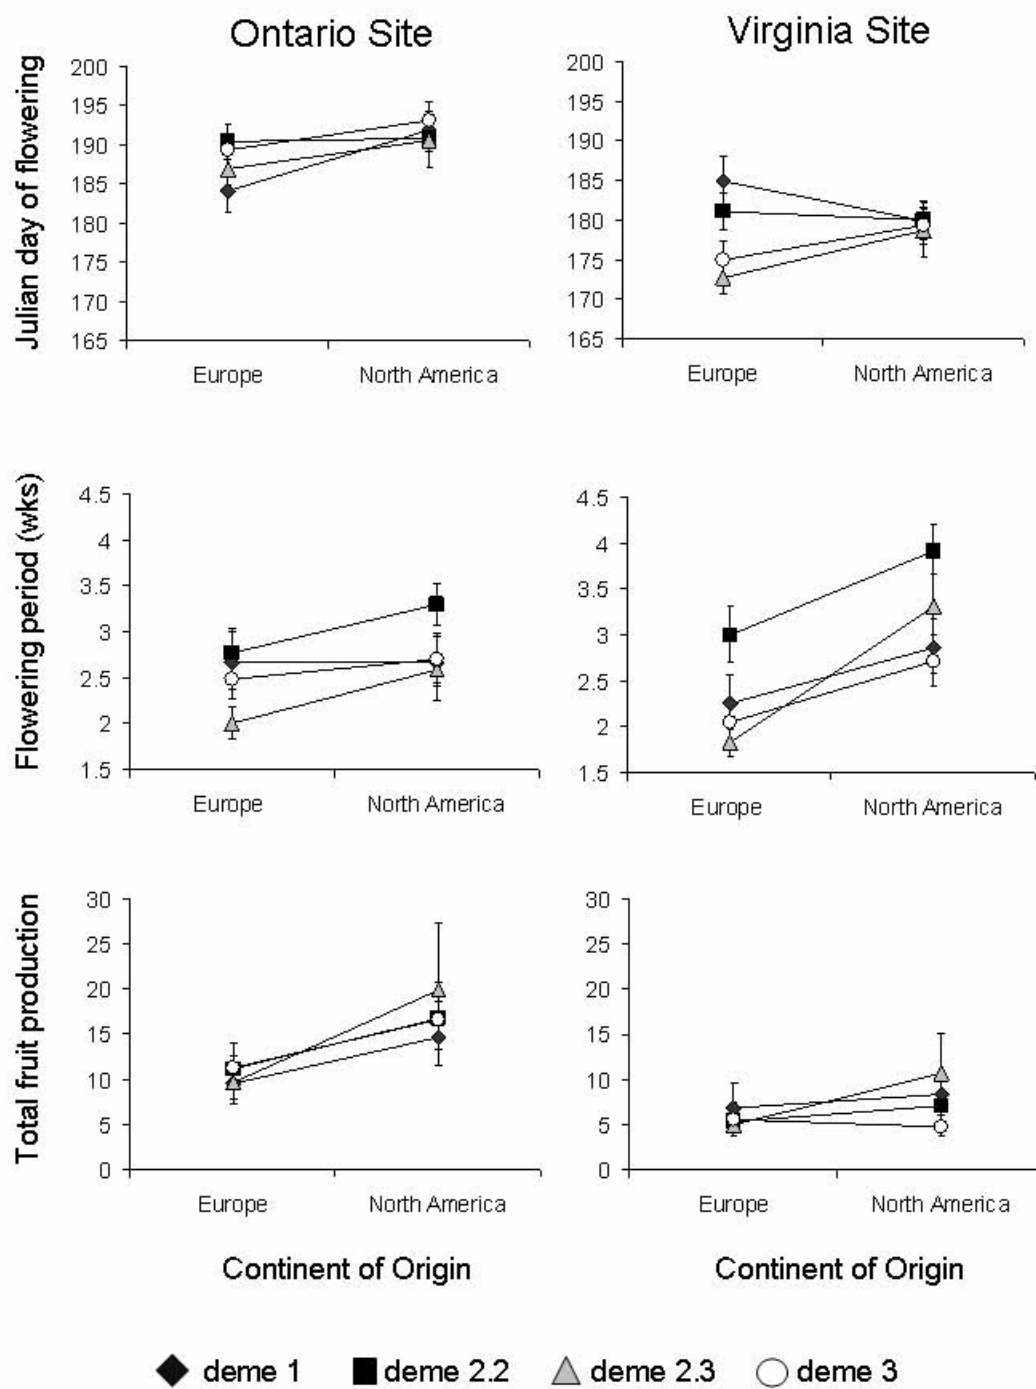 Ontario Site
Virginia Site
Julian day of flowering
200
195
190
185
180
175
170
165
Europe
North America
200
195
190
185
180
175
170
165
Europe
North America
Flowering period (wks)
4.5
4
3.5
3
2.5
2
1.5
Europe
North America
4.5
4
3.5
3
2.5
2
1.5
Europe
North America
Total fruit production
30
25
20
15
10
5
0
Europe
North America
30
25
20
15
10
5
0
Europe
North America
Continent of Origin
Continent of Origin
deme 1
deme 2.2
deme 2.3
deme 3